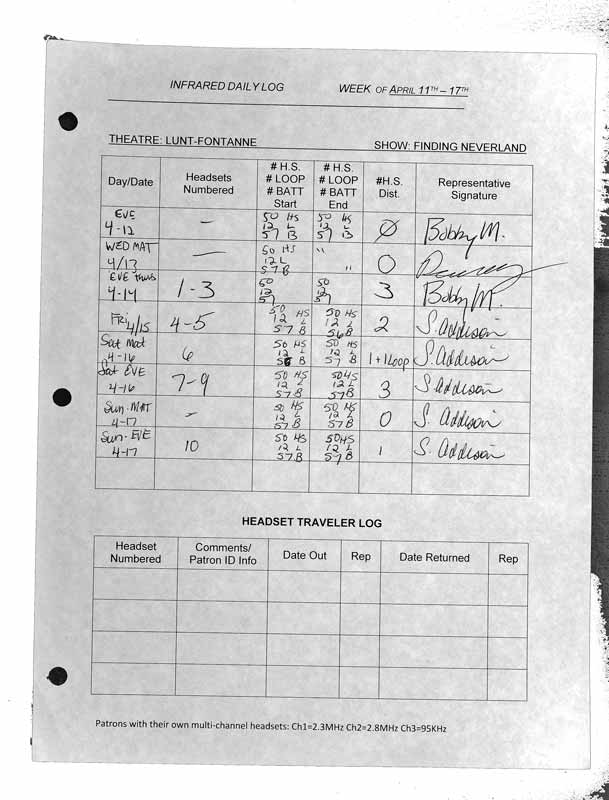 INFRARED DAILY LOG WEEK OF APRIL 11TH – 17TH
THEATRE: LUNT-FONTANNE SHOW: FINDING NEVERLAND
Day/Date Headsets Numbered # H.S. # LOOP # BATT Start # H.S. # LOOP # BATT End #H.S. Dist. Representative Signature
EVE 4-12 — 50 HS 12 L 57 B 50 HS 12 L 57 B 0 Bobby M.
WED MAT 4/17 — 50 HS 12 L 57 B " " 0
EVE thurs 4-14 1-3 50 12 57 50 12 57 3 Bobby M.
Fri 4/15 4-5 50 HS 12 L 57 B 50 HS 12 L 56 B 2 S. Addison
Sat Mat 4-16 6 50 HS 12 L 56 B 50 HS 12 L 57 B 1+1Loop S. Addison
Sat EVE 4-16 7-9 50 HS 12 L 57 B 50 HS 12 L 57 B 3 S. Addison
Sun-MAT 4-17 - 50 HS 12 L 57 B 50 HS 12 L 57 B 0 S. Addison
Sun-EVE 4-17 10 50 HS 12 L 57 B 50 HS 12 L 57 B 1 S. Addison
HEADSET TRAVELER LOG
Headset Numbered Comments/ Patron ID Info Date Out Rep Date Returned Rep
Patrons with their own multi-channel headsets: Ch1=2.3MHz Ch2=2.8MHz Ch3=95KHz